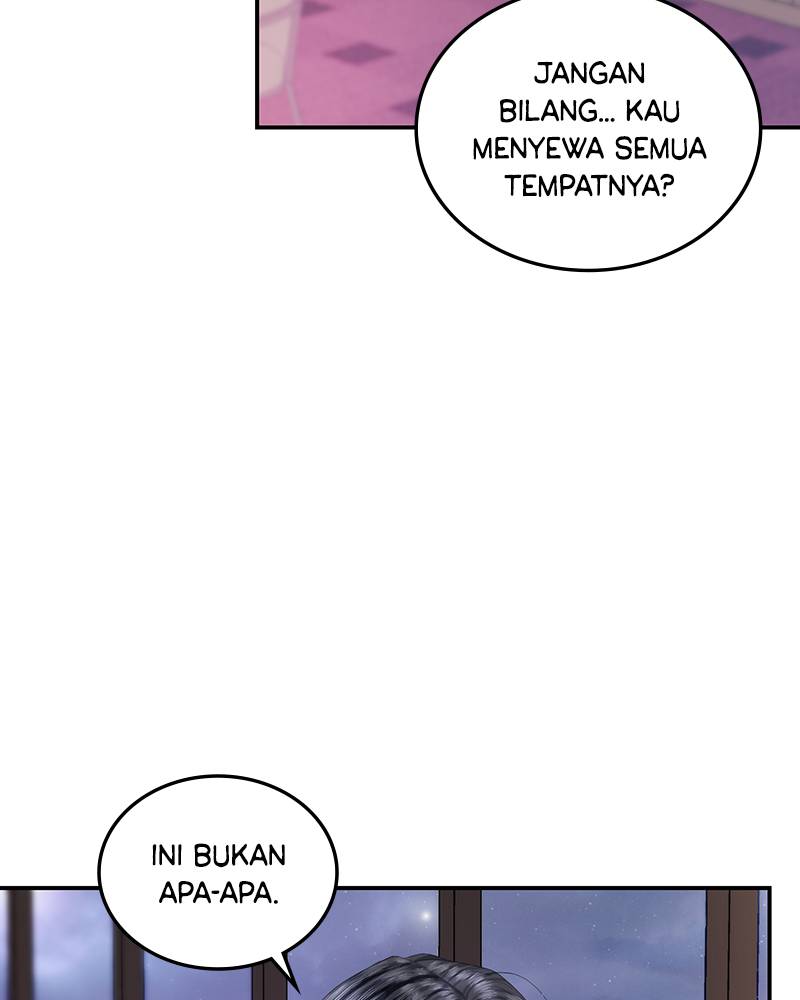 JANGAN
BILANG... KAU
MENYEWA SEMUA
TEMPATNYA?
INI BUKAN
APA-APA.